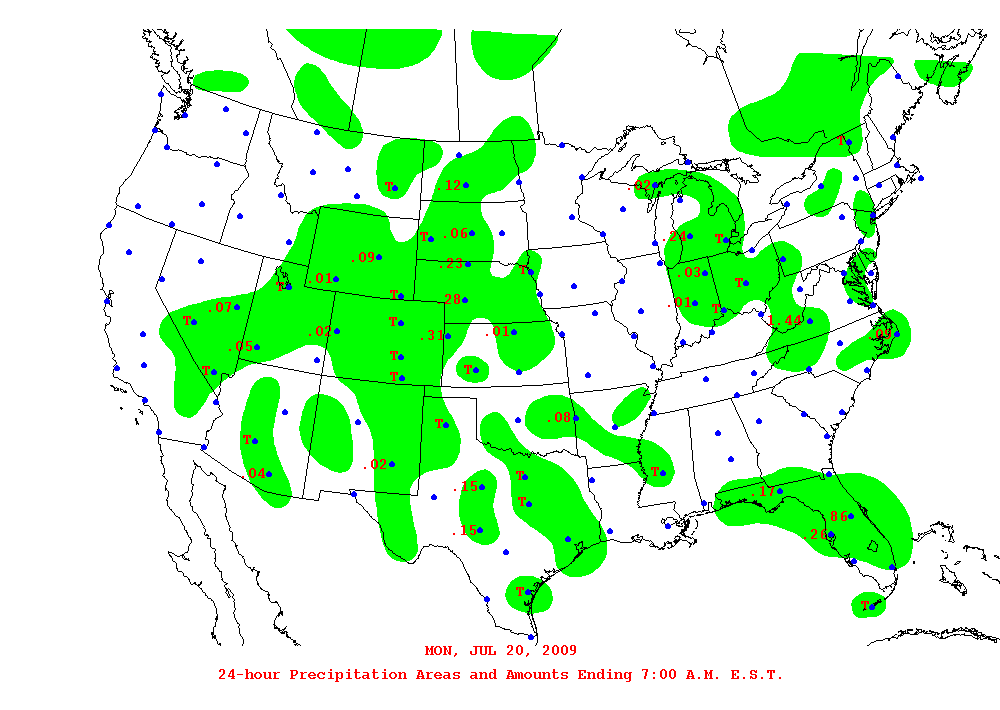 T
.02
T
.12
T
.06
.24
T
.09
.23
T
.03
.01
T
T
T
.28
.01
T
.07
T
T
1.44
.02
.31
.01
.09
.05
T
T
T
T
.08
T
T
.04
.02
T
T
.15
.17
T
.86
.15
.26
T
T
MON, JUL 20, 2009
24-hour Precipitation Areas and Amounts Ending 7:00 A.M. E.S.T.